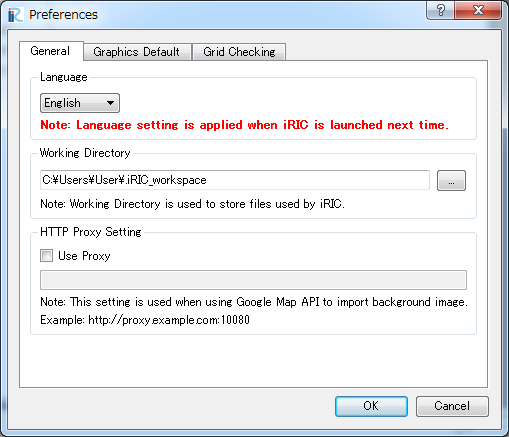 Preferences
General Graphics Default Grid Checking
Language
English
Note: Language setting is applied when iRIC is launched next time.
Working Directory
C:¥Users¥User¥.iRIC_workspace ...
Note: Working Directory is used to store files used by iRIC.
HTTP Proxy Setting
Use Proxy
Note: This setting is used when using Google Map API to import background image.
Example: http://proxy.example.com:10080
OK Cancel